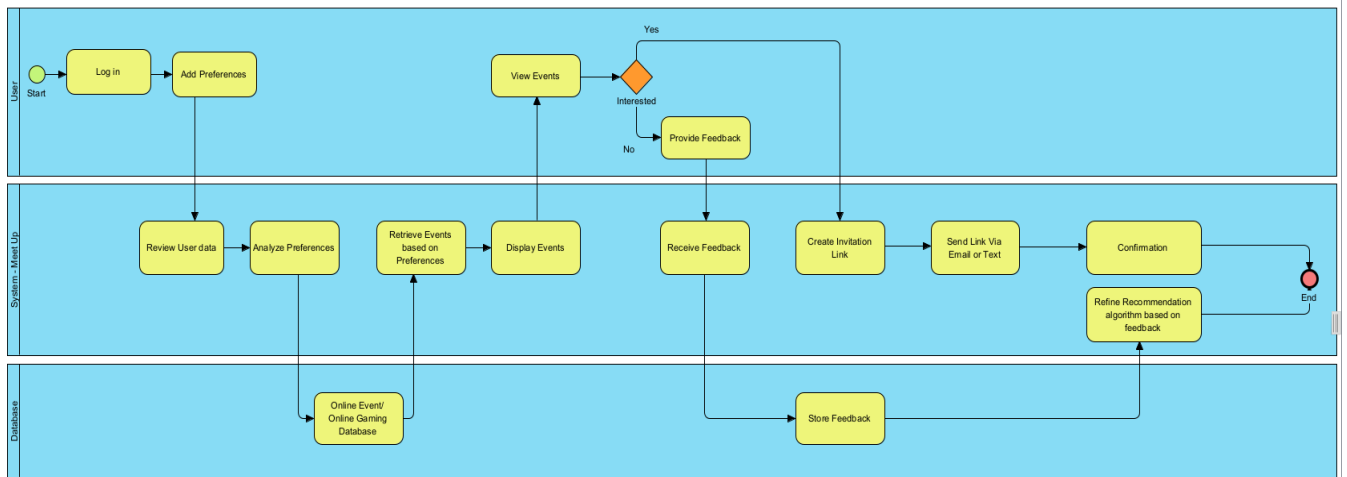 User
Start
Log in
Add Preferences
View Events
Yes
Interested
No
Provide Feedback
System - Meet Up
Review User data
Analyze Preferences
Retrieve Events
based on
Preferences
Display Events
Receive Feedback
Create Invitation
Link
Send Link Via
Email or Text
Confirmation
End
Refine Recommendation
algorithm based on
feedback
Database
Online Event/
Online Gaming
Database
Store Feedback